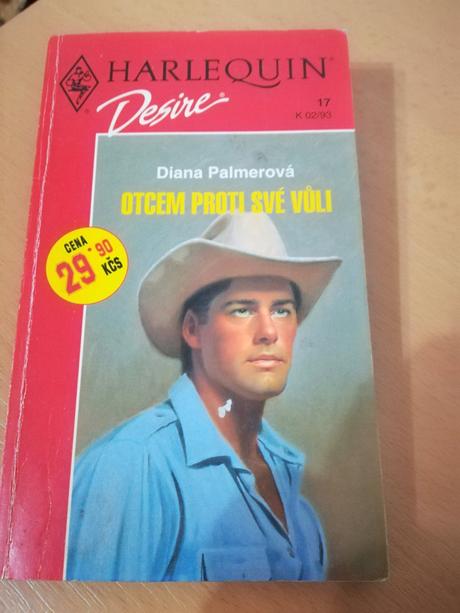 HARLEQUIN®
Desire®
17
K 02/93
Diana Palmerová
OTCEM PROTI SVÉ VŮLI
CENA
29·90
KČS